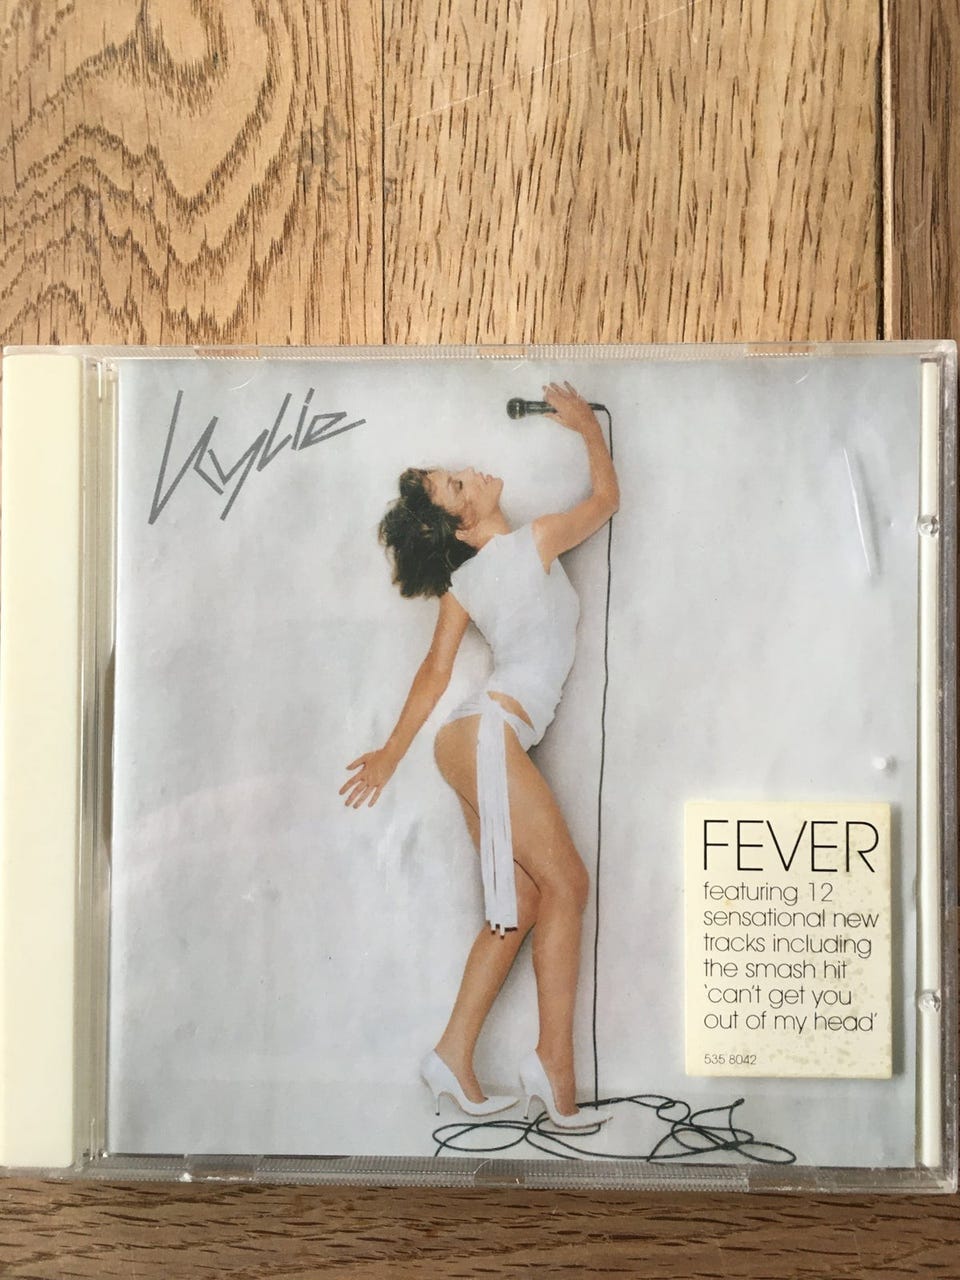 Kylie
FEVER
featuring 12
sensational new
tracks including
the smash hit
'can't get you
out of my head'
535 8042